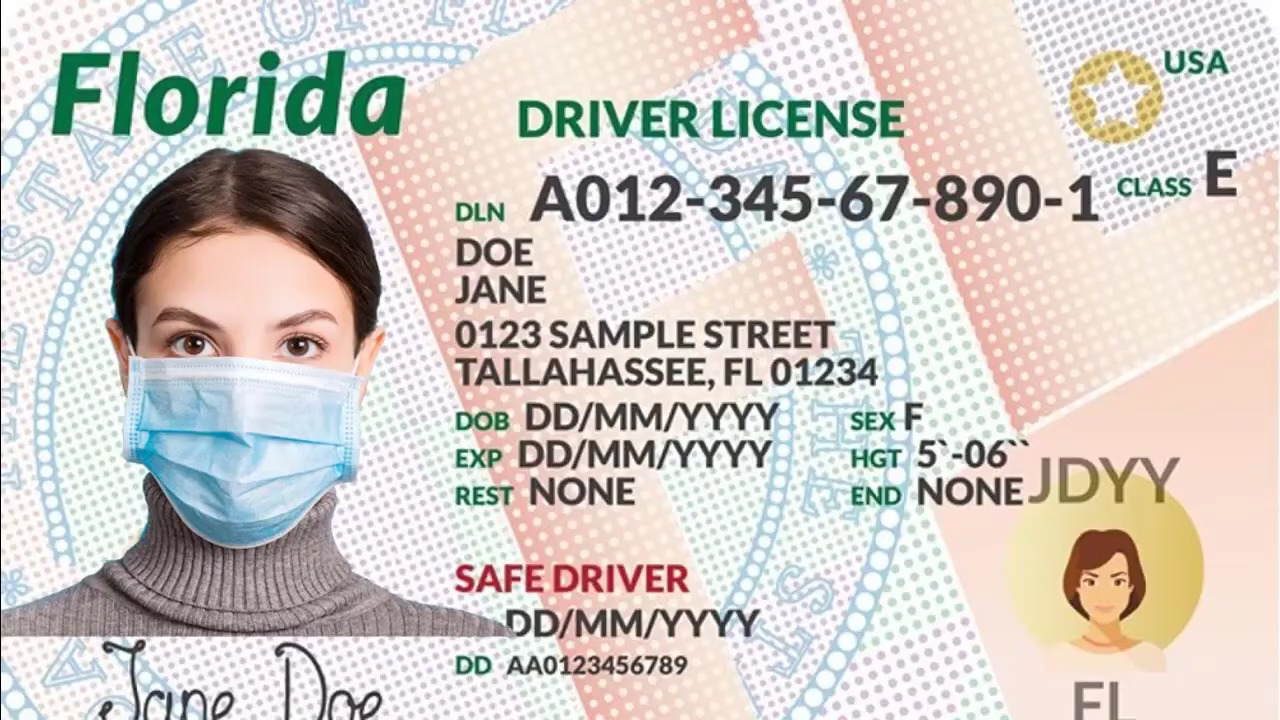 Florida
USA
DRIVER LICENSE
CLASS E
DLN A012-345-67-890-1
DOE
JANE
0123 SAMPLE STREET
TALLAHASSEE, FL 01234
DOB DD/MM/YYYY SEX F
EXP DD/MM/YYYY HGT 5`-06``
REST NONE END NONE
JDYY
SAFE DRIVER
DD/MM/YYYY
DD AA0123456789
Jane Doe
FL